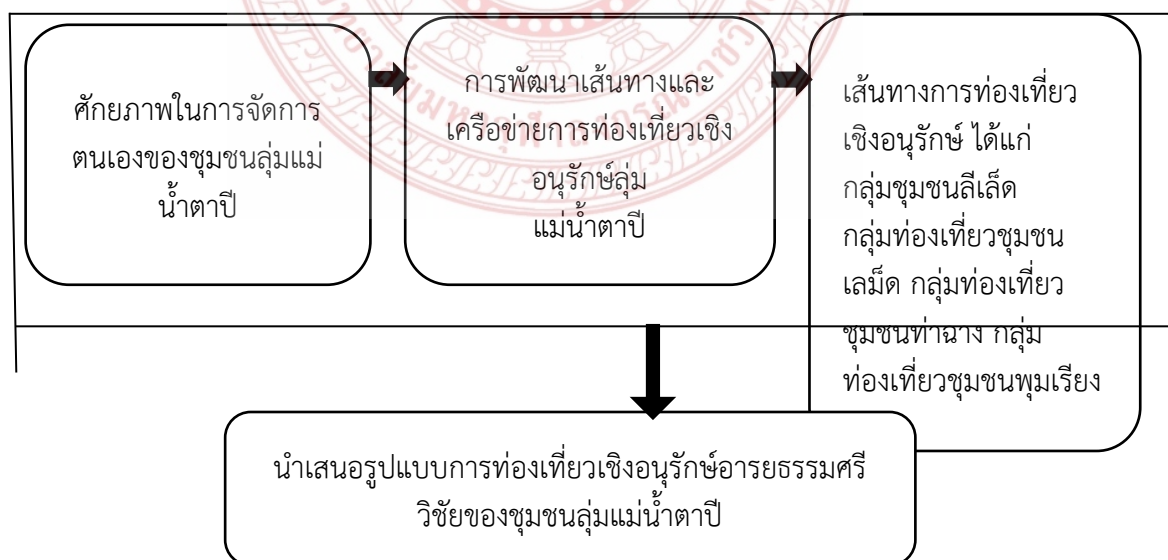 ศักยภาพในการจัดการ
ตนเองของชุมชนลุ่มแม่
น้ำตาปี
การพัฒนาเส้นทางและ
เครือข่ายการท่องเที่ยวเชิง
อนุรักษ์ลุ่ม
แม่น้ำตาปี
เส้นทางการท่องเที่ยว
เชิงอนุรักษ์ ได้แก่
กลุ่มชุมชนลีเล็ด
กลุ่มท่องเที่ยวชุมชน
เลม็ด กลุ่มท่องเที่ยว
ชุมชนท่าฉาง กลุ่ม
ท่องเที่ยวชุมชนพุมเรียง
นำเสนอรูปแบบการท่องเที่ยวเชิงอนุรักษ์อารยธรรมศรี
วิชัยของชุมชนลุ่มแม่น้ำตาปี